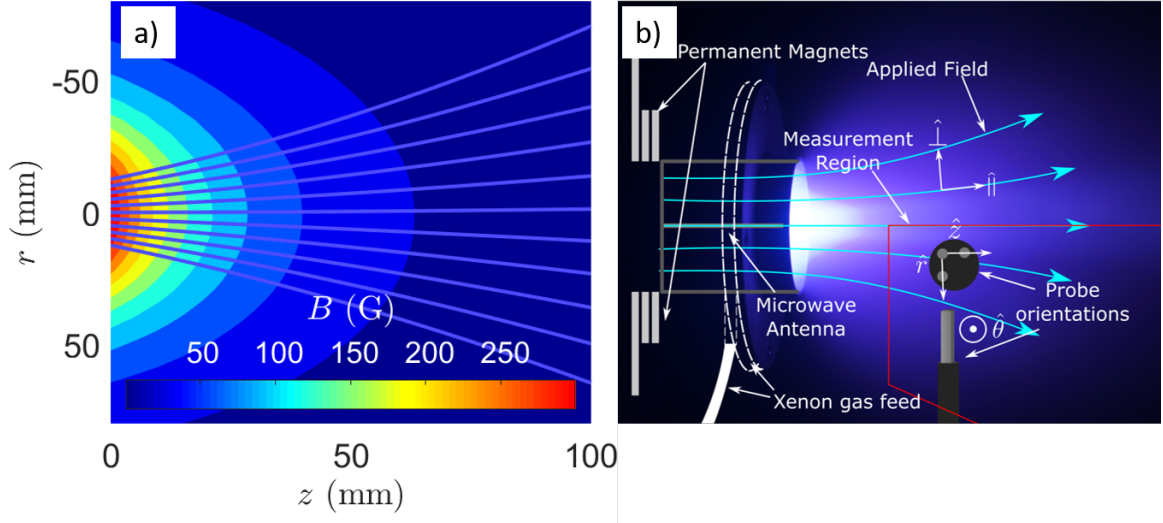 a)
-50
0
50
r (mm)
B (G)
50 100 150 200 250
0 50 100
z (mm)
b)
Permanent Magnets
Applied Field
Measurement
Region
⊥̂
∥̂
ẑ
r̂
θ̂
Microwave
Antenna
Probe
orientations
Xenon gas feed